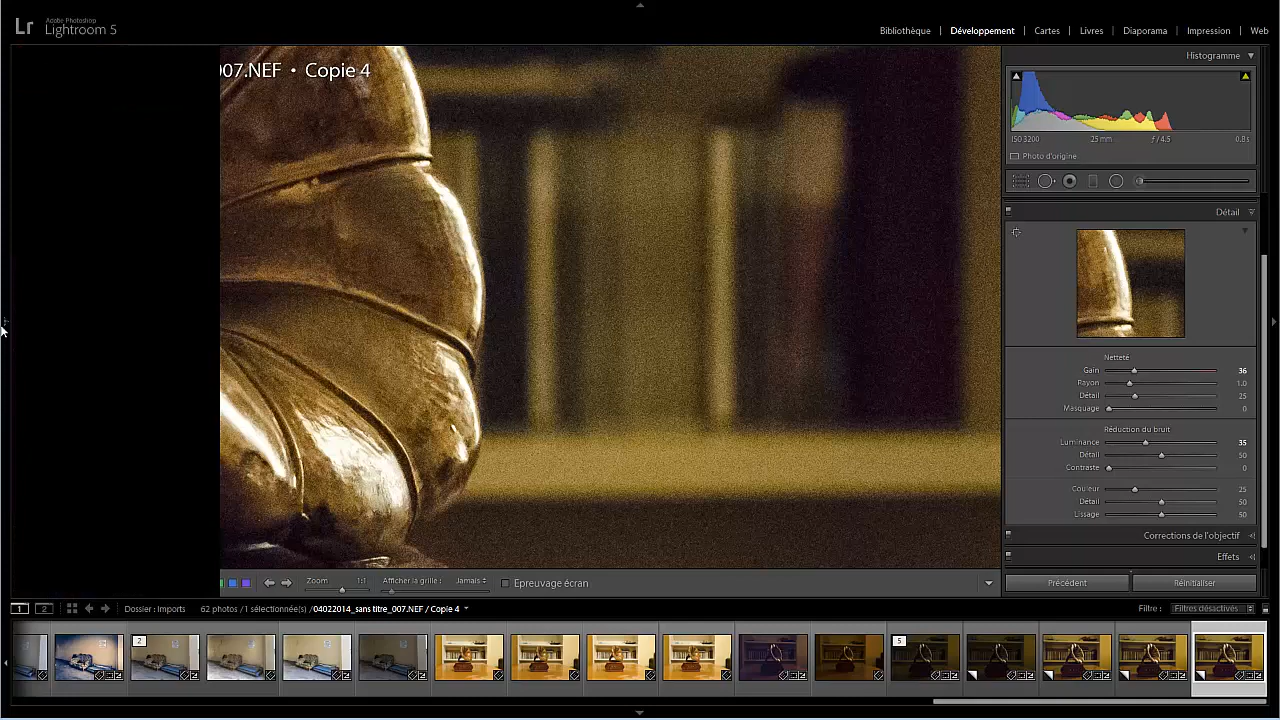 Lr Adobe Photoshop
Lightroom 5
Bibliothèque | Développement | Cartes | Livres | Diaporama | Impression | Web
007.NEF • Copie 4
Histogramme
ISO 3200 25 mm ƒ / 4,5 0,8 s
Photo d'origine
Détail
Netteté
Gain 36
Rayon 1,0
Détail 25
Masquage 0
Réduction du bruit
Luminance 35
Détail 50
Contraste 0
Couleur 25
Détail 50
Lissage 50
Corrections de l'objectif
Effets
Zoom 1:1 Afficher la grille : Jamais Epreuvage écran
Précédent Réinitialiser
1 2 Dossier : Imports 62 photos / 1 sélectionnée(s) / 04022014_sans titre_007.NEF / Copie 4 Filtre : Filtres désactivés
2 5